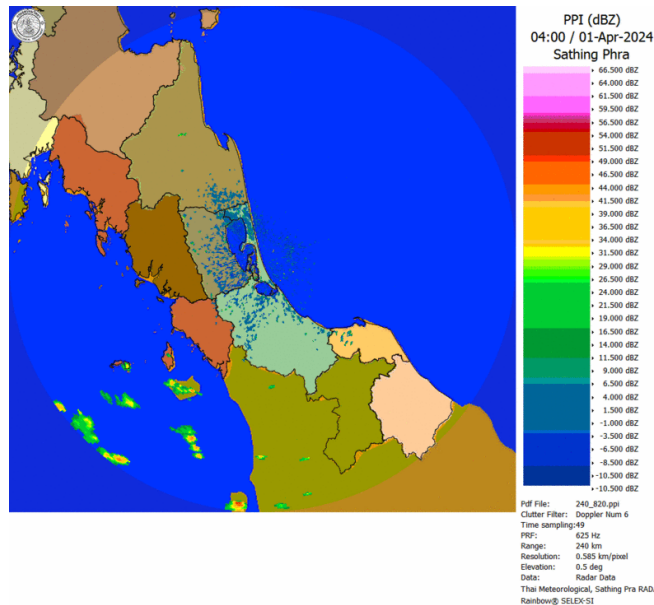 PPI (dBZ)
04:00 / 01-Apr-2024
Sathing Phra
66.500 dBZ
64.000 dBZ
61.500 dBZ
59.500 dBZ
56.500 dBZ
54.000 dBZ
51.500 dBZ
49.000 dBZ
46.500 dBZ
44.000 dBZ
41.500 dBZ
39.000 dBZ
36.500 dBZ
34.000 dBZ
31.500 dBZ
29.000 dBZ
26.500 dBZ
24.000 dBZ
21.500 dBZ
19.000 dBZ
16.500 dBZ
14.000 dBZ
11.500 dBZ
9.000 dBZ
6.500 dBZ
4.000 dBZ
1.500 dBZ
-1.000 dBZ
-3.500 dBZ
-6.500 dBZ
-8.500 dBZ
-10.500 dBZ
-10.500 dBZ
Pdf File: 240_820.ppi
Clutter Filter: Doppler Num 6
Time sampling:49
PRF: 625 Hz
Range: 240 km
Resolution: 0.585 km/pixel
Elevation: 0.5 deg
Data: Radar Data
Thai Meteorological, Sathing Pra RAD
Rainbow® SELEX-SI